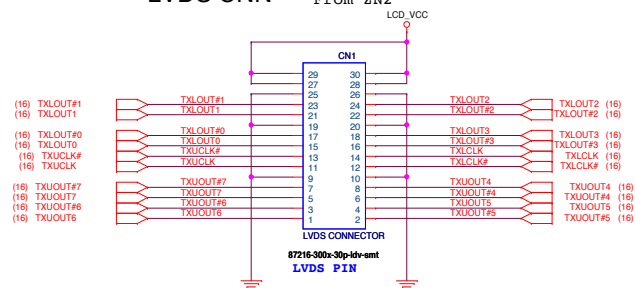 From ZN2
LCD_VCC
CN1
29 30
27 28
25 26
(16) TXLOUT#1 TXLOUT#1 23 24 TXLOUT2 TXLOUT2 (16)
(16) TXLOUT1 TXLOUT1 21 22 TXLOUT#2 TXLOUT#2 (16)
19 20
(16) TXLOUT#0 TXLOUT#0 17 18 TXLOUT3 TXLOUT3 (16)
(16) TXLOUT0 TXLOUT0 15 16 TXLOUT#3 TXLOUT#3 (16)
(16) TXUCLK# TXUCLK# 13 14 TXLCLK TXLCLK (16)
(16) TXUCLK TXUCLK 11 12 TXLCLK# TXLCLK# (16)
9 10
(16) TXUOUT#7 TXUOUT#7 7 8 TXUOUT4 TXUOUT4 (16)
(16) TXUOUT7 TXUOUT7 5 6 TXUOUT#4 TXUOUT#4 (16)
(16) TXUOUT#6 TXUOUT#6 3 4 TXUOUT5 TXUOUT5 (16)
(16) TXUOUT6 TXUOUT6 1 2 TXUOUT#5 TXUOUT#5 (16)
LVDS CONNECTOR
87216-300x-30p-ldv-smt
LVDS PIN